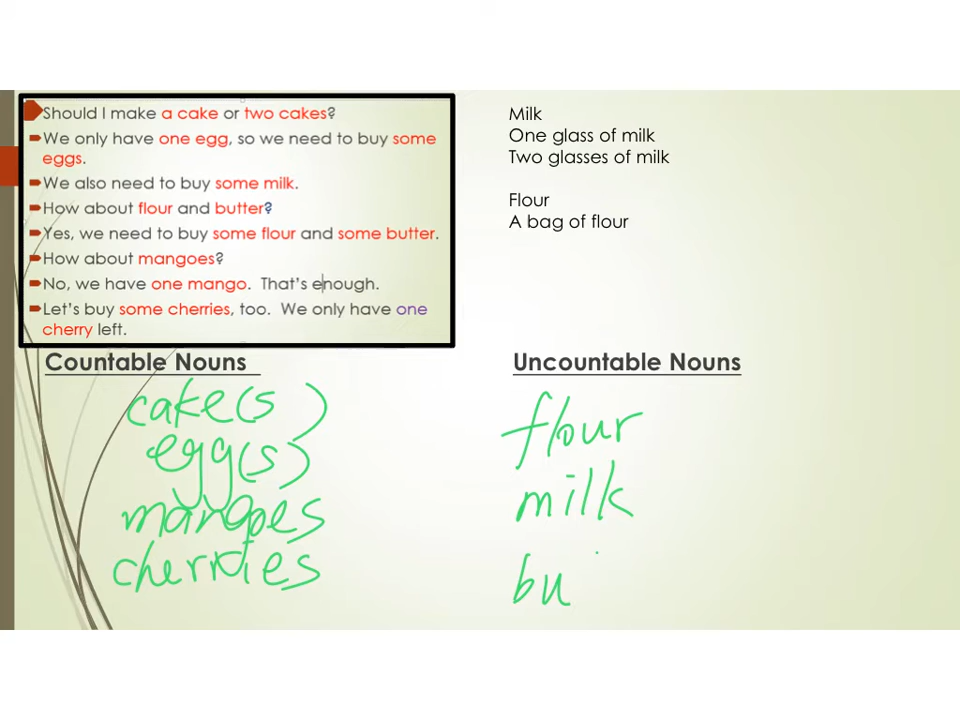 Should I make a cake or two cakes?
We only have one egg, so we need to buy some
eggs.
We also need to buy some milk.
How about flour and butter?
Yes, we need to buy some flour and some butter.
How about mangoes?
No, we have one mango. That's enough.
Let's buy some cherries, too. We only have one
cherry left.
Milk
One glass of milk
Two glasses of milk
Flour
A bag of flour
Countable Nouns
cake(s)
egg(s)
mangoes
cherries
Uncountable Nouns
flour
milk
bu